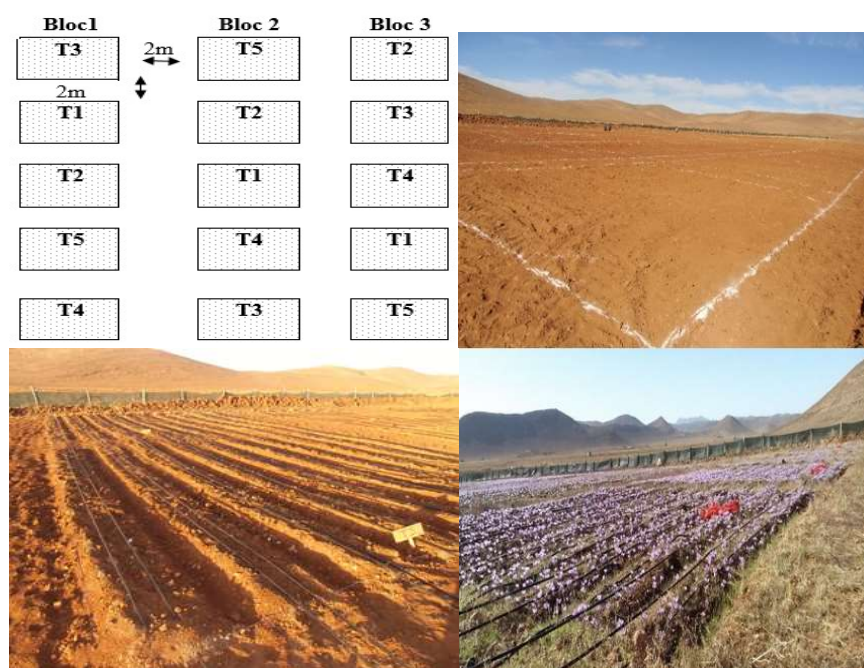 Bloc1 Bloc 2 Bloc 3
T3 2m T5 T2
2m
T1 T2 T3
T2 T1 T4
T5 T4 T1
T4 T3 T5